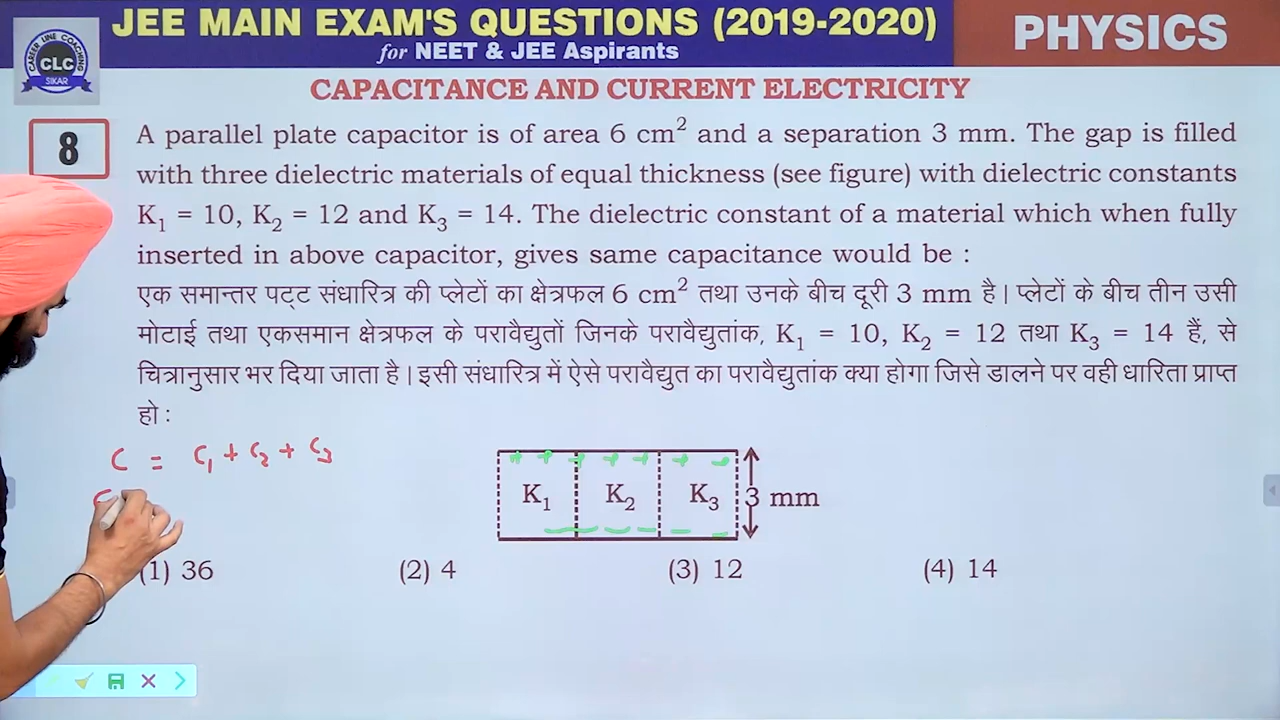 JEE MAIN EXAM'S QUESTIONS (2019-2020)
for NEET & JEE Aspirants
PHYSICS
CAREER LINE COACHING
CLC
SIKAR
CAPACITANCE AND CURRENT ELECTRICITY
8
A parallel plate capacitor is of area 6 cm² and a separation 3 mm. The gap is filled
with three dielectric materials of equal thickness (see figure) with dielectric constants
K₁ = 10, K₂ = 12 and K₃ = 14. The dielectric constant of a material which when fully
inserted in above capacitor, gives same capacitance would be :
एक समान्तर पट्ट संधारित्र की प्लेटों का क्षेत्रफल 6 cm² तथा उनके बीच दूरी 3 mm है। प्लेटों के बीच तीन उसी
मोटाई तथा एकसमान क्षेत्रफल के परावैद्युतों जिनके परावैद्युतांक, K₁ = 10, K₂ = 12 तथा K₃ = 14 हैं, से
चित्रानुसार भर दिया जाता है। इसी संधारित्र में ऐसे परावैद्युत का परावैद्युतांक क्या होगा जिसे डालने पर वही धारिता प्राप्त
हो :
C = C₁ + C₂ + C₃
K₁ K₂ K₃ 3 mm
(1) 36 (2) 4 (3) 12 (4) 14